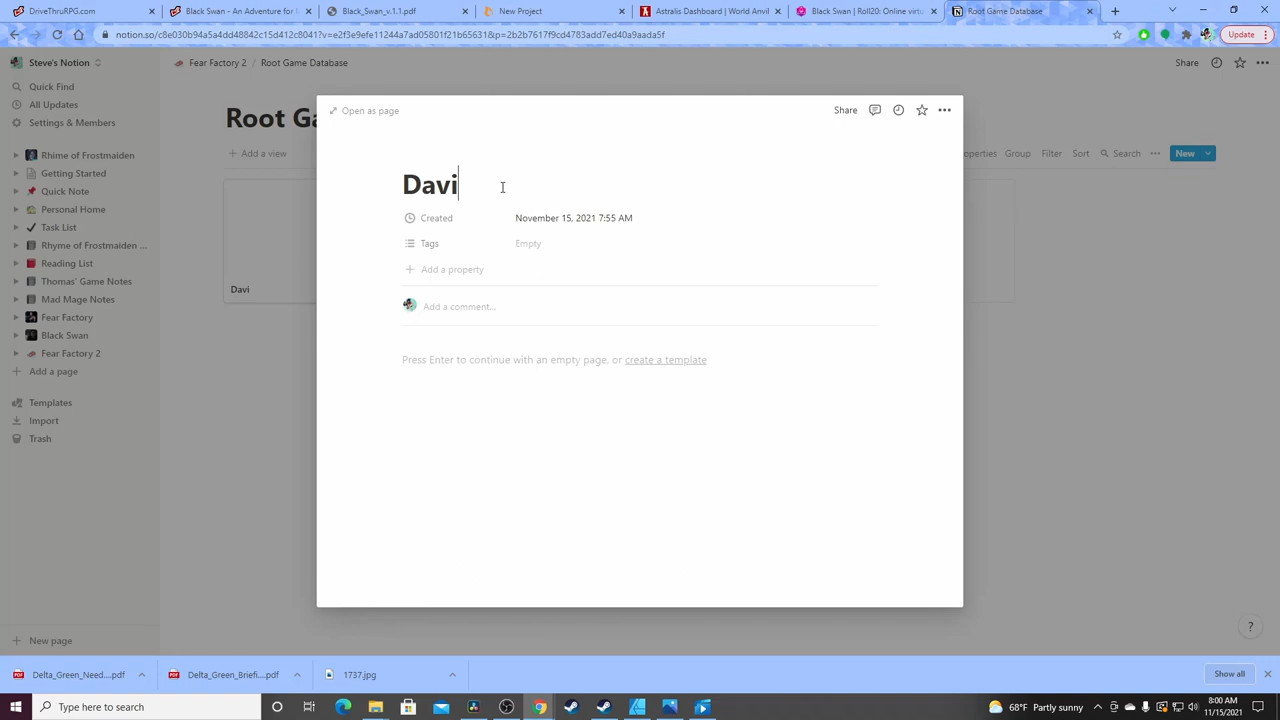 DriveThruRPG.com
Black Swan - An Adventure for
Black_Swan_v.1.1.pdf
New Project
Astralis Dashboard | World Anvil
Black Swan | Roll20: Online virtu
Root Game Database
notion.so/c8e030b94a5a4dd48842c15d412c8041?v=e2f3e9efe11244a7ad05801f21b65631&p=2b2b7617f9cd4783add7ed40a9aada5f
Update
Steve's Notion
Fear Factory 2 / Root Game Database
Share
Quick Find
All Updates
Settings & Members
Root Ga
Open as page
Share
Add a view
operties Group Filter Sort Search New
Rhime of Frostmaiden
Getting Started
Quick Note
Personal Home
Task List
Rhyme of Frostmaiden ...
Reading List
Thomas' Game Notes
Mad Mage Notes
Fear Factory
Black Swan
Fear Factory 2
Add a page
Templates
Import
Trash
Davi
Davi
Created November 15, 2021 7:55 AM
Tags Empty
Add a property
Add a comment...
Press Enter to continue with an empty page, or create a template
New page
?
Delta_Green_Need....pdf
Delta_Green_Briefi....pdf
1737.jpg
Show all
Type here to search
68°F Partly sunny
8:00 AM
11/15/2021